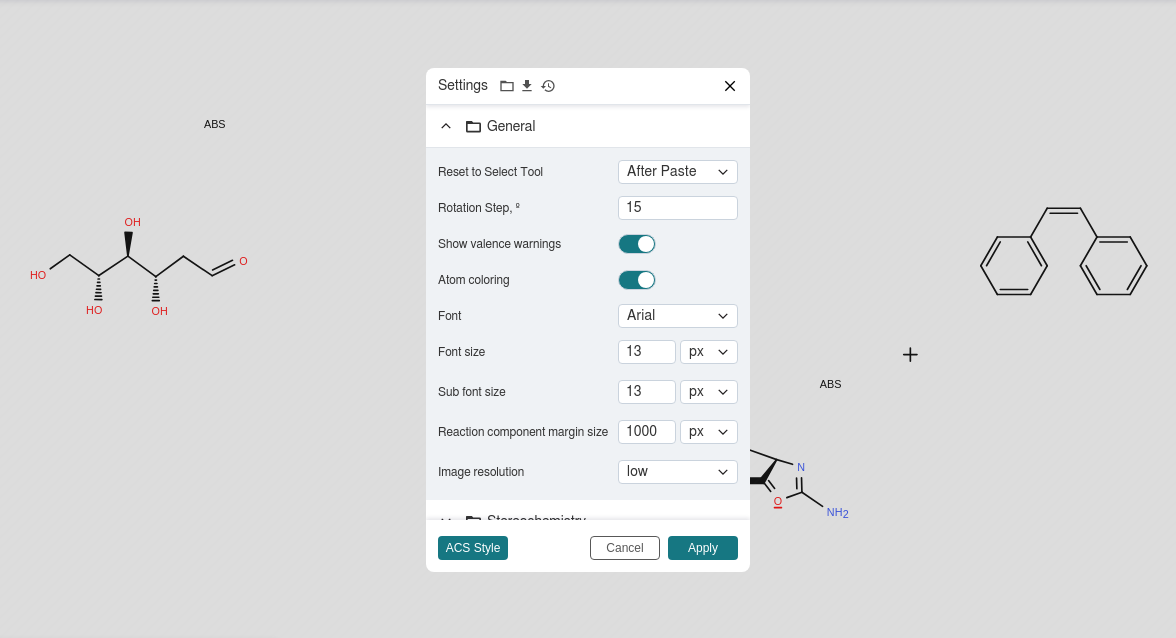 Settings
General
Reset to Select Tool After Paste
Rotation Step, º 15
Show valence warnings
Atom coloring
Font Arial
Font size 13 px
Sub font size 13 px
Reaction component margin size 1000 px
Image resolution low
Stereochemistry
ACS Style Cancel Apply
ABS
OH
HO
O
HO
OH
+
ABS
N
O
NH2